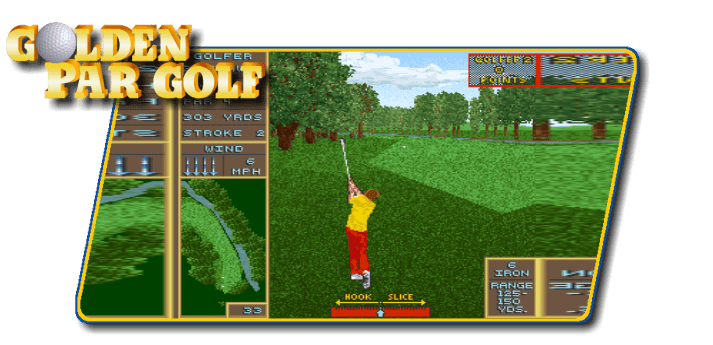 GOLDEN
PAR GOLF
GOLFER
PAR 4
303 YRDS
STROKE 2
WIND
6
MPH
33
GOLFER 2
0
POINTS
HOOK SLICE
6
IRON
RANGE
125-
150
YDS.